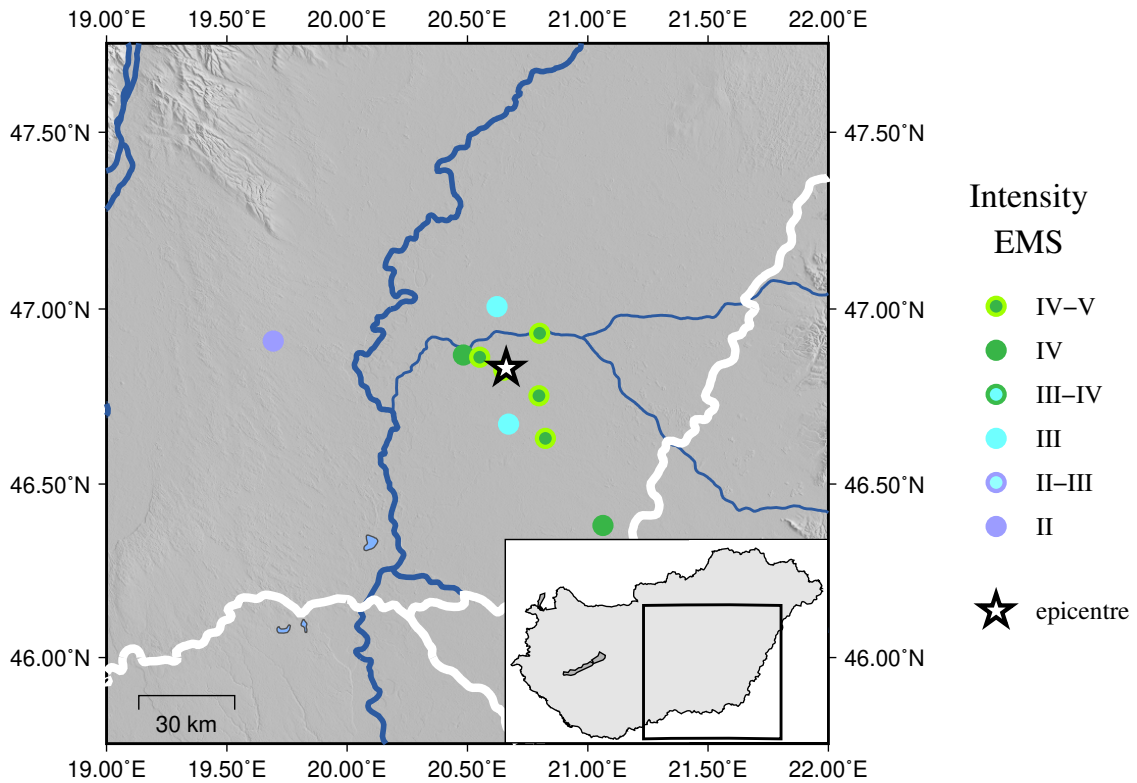 19.00˚E 19.50˚E 20.00˚E 20.50˚E 21.00˚E 21.50˚E 22.00˚E
47.50˚N 47.50˚N
47.00˚N 47.00˚N
46.50˚N 46.50˚N
46.00˚N 46.00˚N
30 km
19.00˚E 19.50˚E 20.00˚E 20.50˚E 21.00˚E 21.50˚E 22.00˚E
Intensity
EMS
IV–V
IV
III–IV
III
II–III
II
epicentre